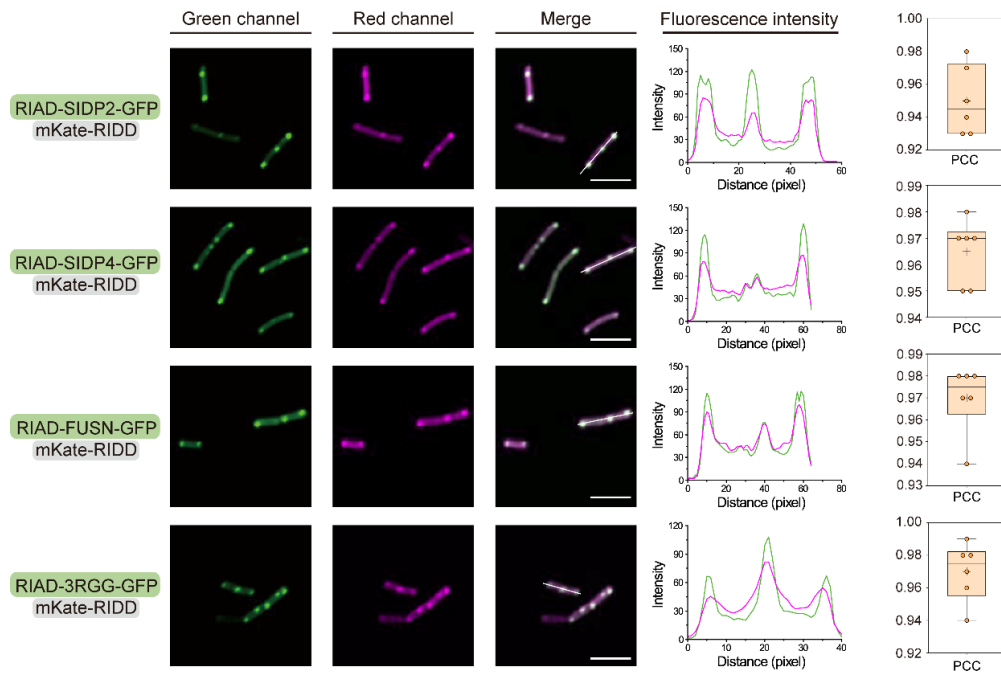 Green channel
Red channel
Merge
Fluorescence intensity
RIAD-SIDP2-GFP
mKate-RIDD
Intensity
150
120
90
60
30
0
0 20 40 60
Distance (pixel)
1.00
0.98
0.96
0.94
0.92
PCC
RIAD-SIDP4-GFP
mKate-RIDD
Intensity
150
120
90
60
30
0
0 20 40 60 80
Distance (pixel)
0.99
0.98
0.97
0.96
0.95
0.94
PCC
RIAD-FUSN-GFP
mKate-RIDD
Intensity
150
120
90
60
30
0
0 20 40 60 80
Distance (pixel)
0.99
0.98
0.97
0.96
0.95
0.94
0.93
PCC
RIAD-3RGG-GFP
mKate-RIDD
Intensity
120
90
60
30
0
0 10 20 30 40
Distance (pixel)
1.00
0.98
0.96
0.94
0.92
PCC